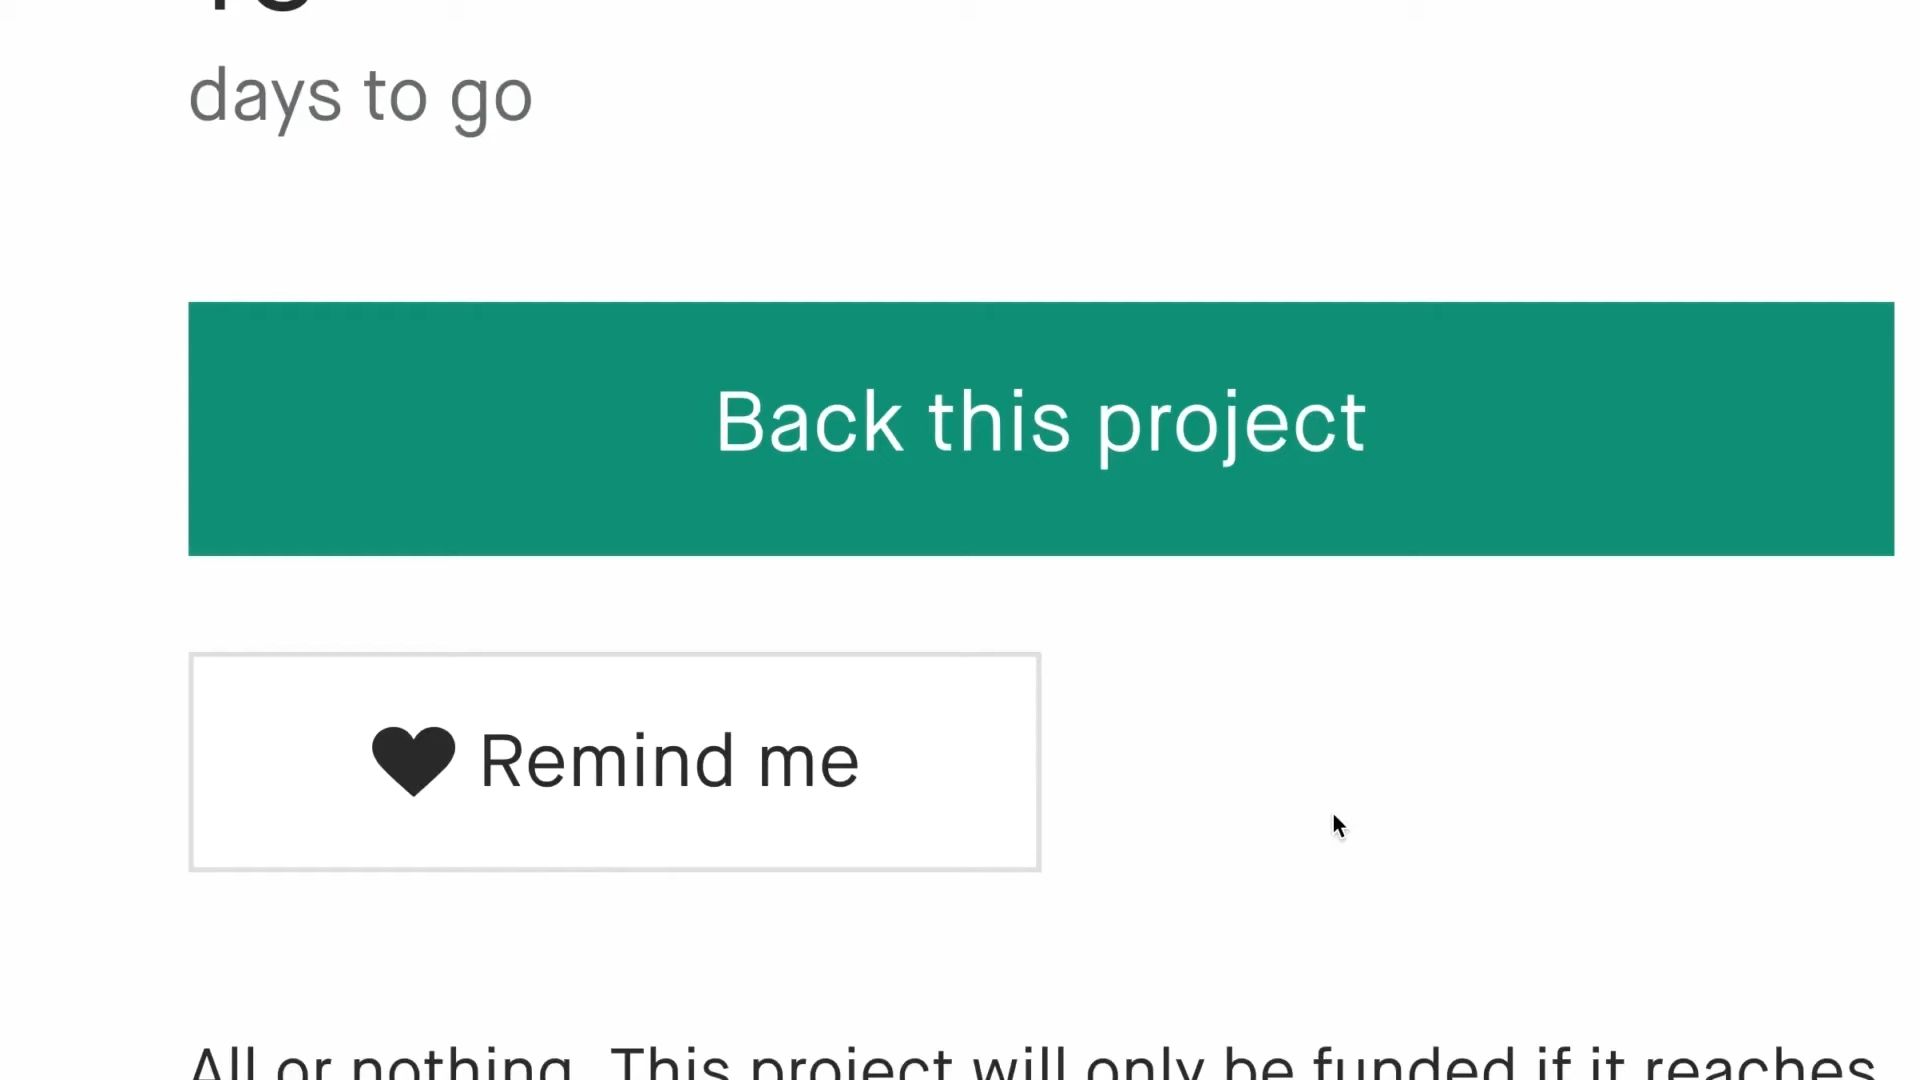 days to go
Back this project
Remind me
All or nothing. This project will only be funded if it reaches